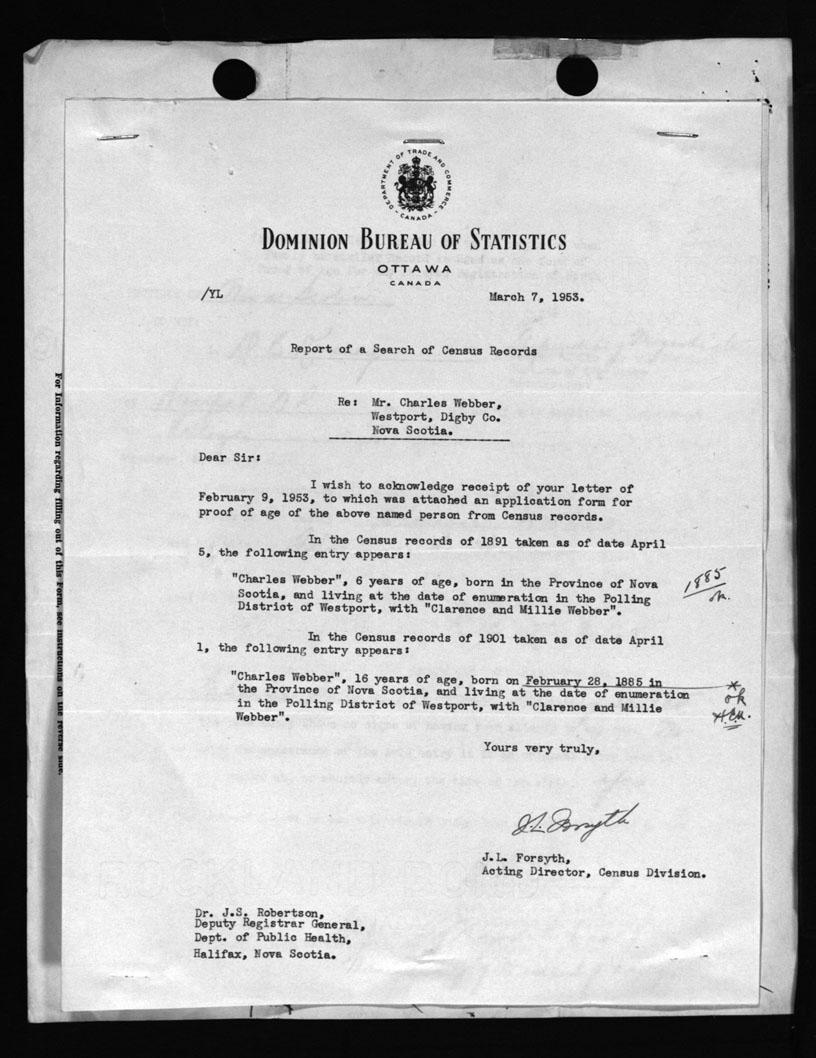 DEPARTMENT OF TRADE AND COMMERCE
CANADA
DOMINION BUREAU OF STATISTICS
OTTAWA
CANADA
/YL
March 7, 1953.
Report of a Search of Census Records
Re: Mr. Charles Webber,
Westport, Digby Co.
Nova Scotia.
Dear Sir:
I wish to acknowledge receipt of your letter of
February 9, 1953, to which was attached an application form for
proof of age of the above named person from Census records.
In the Census records of 1891 taken as of date April
5, the following entry appears:
"Charles Webber", 6 years of age, born in the Province of Nova
Scotia, and living at the date of enumeration in the Polling
District of Westport, with "Clarence and Millie Webber".
1885
ok.
In the Census records of 1901 taken as of date April
1, the following entry appears:
"Charles Webber", 16 years of age, born on February 28, 1885 in
the Province of Nova Scotia, and living at the date of enumeration
in the Polling District of Westport, with "Clarence and Millie
Webber".
ok
Yours very truly,
J.L. Forsyth
J.L. Forsyth,
Acting Director, Census Division.
Dr. J.S. Robertson,
Deputy Registrar General,
Dept. of Public Health,
Halifax, Nova Scotia.
For Information regarding filling out of this Form, see instructions on the reverse side.